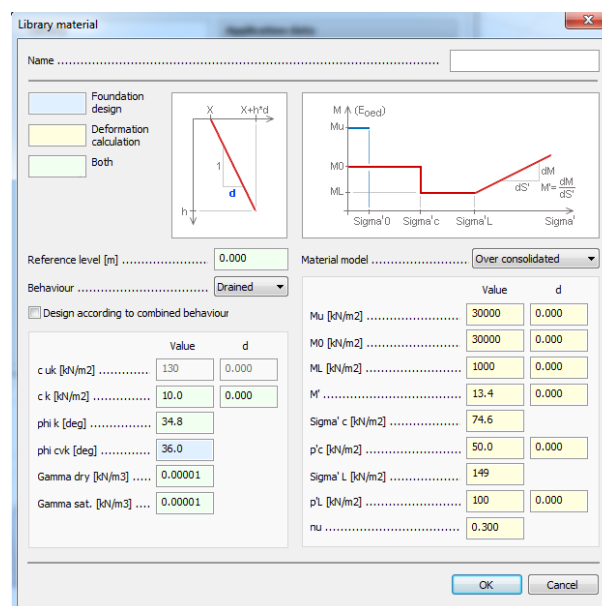 Library material
Name
Foundation design
Deformation calculation
Both
X X+h*d
1
d
h
M (Eoed)
Mu
M0
ML
dM
dS' M'= dM/dS'
Sigma'0 Sigma'c Sigma'L Sigma'
Reference level [m] 0.000
Behaviour Drained
Design according to combined behaviour
Value d
c uk [kN/m2] 130 0.000
c k [kN/m2] 10.0 0.000
phi k [deg] 34.8
phi cvk [deg] 36.0
Gamma dry [kN/m3] 0.00001
Gamma sat. [kN/m3] 0.00001
Material model Over consolidated
Value d
Mu [kN/m2] 30000 0.000
M0 [kN/m2] 30000 0.000
ML [kN/m2] 1000 0.000
M' 13.4 0.000
Sigma' c [kN/m2] 74.6
p'c [kN/m2] 50.0 0.000
Sigma' L [kN/m2] 149
p'L [kN/m2] 100 0.000
nu 0.300
OK Cancel